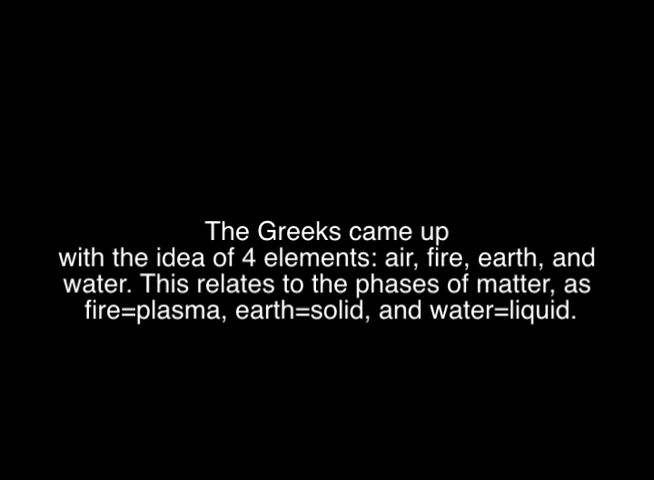 The Greeks came up
with the idea of 4 elements: air, fire, earth, and
water. This relates to the phases of matter, as
fire=plasma, earth=solid, and water=liquid.